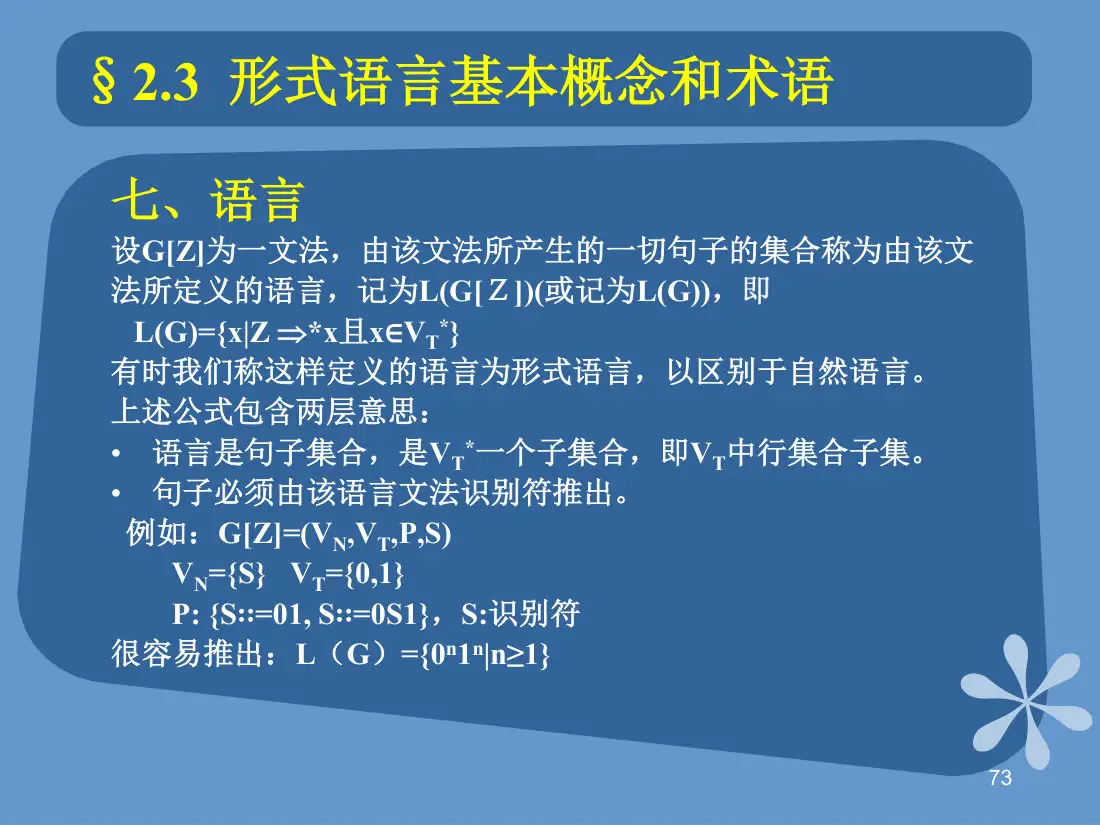 §2.3 形式语言基本概念和术语
七、语言
设G[Z]为一文法，由该文法所产生的一切句子的集合称为由该文
法所定义的语言，记为L(G[Ｚ])(或记为L(G))，即
L(G)={x|Z ⇒*x且x∈V_T^*}
有时我们称这样定义的语言为形式语言，以区别于自然语言。
上述公式包含两层意思：
• 语言是句子集合，是V_T^*一个子集合，即V_T中行集合子集。
• 句子必须由该语言文法识别符推出。
例如：G[Z]=(V_N,V_T,P,S)
V_N={S} V_T={0,1}
P: {S∷=01, S∷=0S1}，S:识别符
很容易推出：L（G）={0ⁿ1ⁿ|n≥1}
73